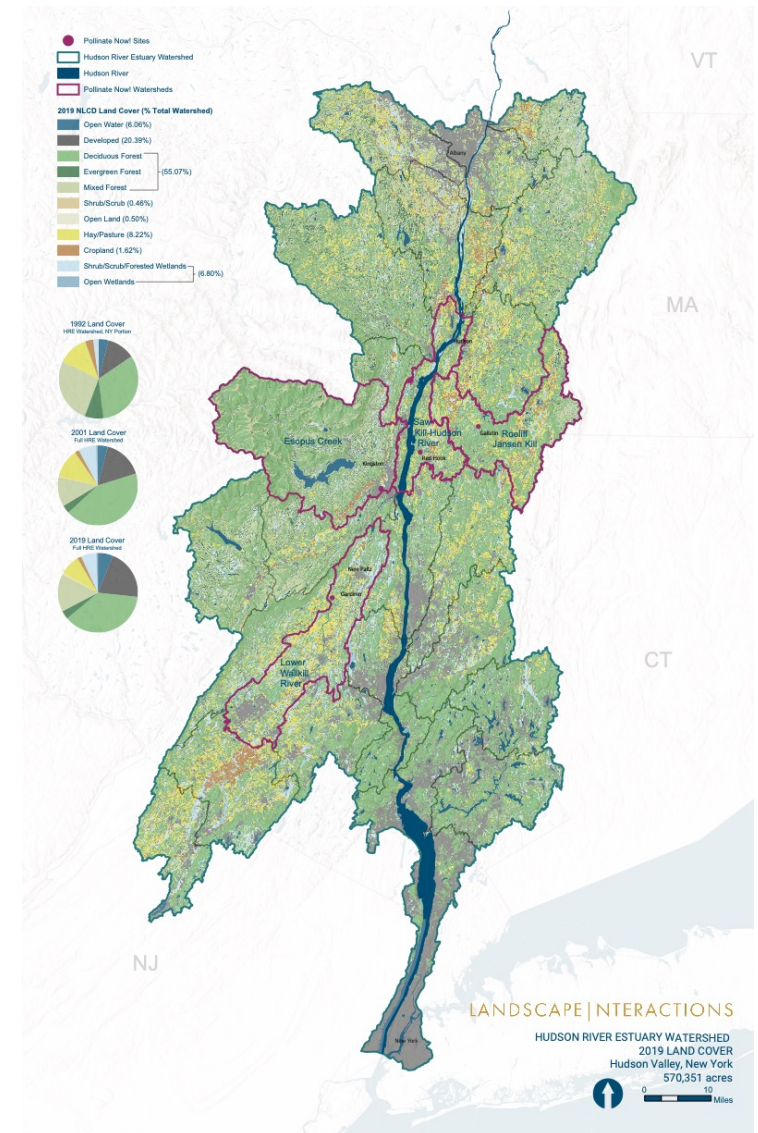 Pollinate Now! Sites
Hudson River Estuary Watershed
Hudson River
Pollinate Now! Watersheds
2019 NLCD Land Cover (% Total Watershed)
Open Water (6.06%)
Developed (20.39%)
Deciduous Forest
Evergreen Forest
(55.07%)
Mixed Forest
Shrub/Scrub (0.46%)
Open Land (0.50%)
Hay/Pasture (8.22%)
Cropland (1.62%)
Shrub/Scrub/Forested Wetlands
(6.80%)
Open Wetlands
1992 Land Cover
HRE Watershed, NY Portion
2001 Land Cover
Full HRE Watershed
2019 Land Cover
Full HRE Watershed
VT
Albany
MA
Hudson
Saw
Kill-Hudson
River
Esopus Creek
Gallatin
Roeliff
Jansen Kill
Kingston
Red Hook
New Paltz
Gardiner
CT
Lower
Wallkill
River
NJ
New York
LANDSCAPE|NTERACTIONS
HUDSON RIVER ESTUARY WATERSHED
2019 LAND COVER
Hudson Valley, New York
570,351 acres
0 10
Miles